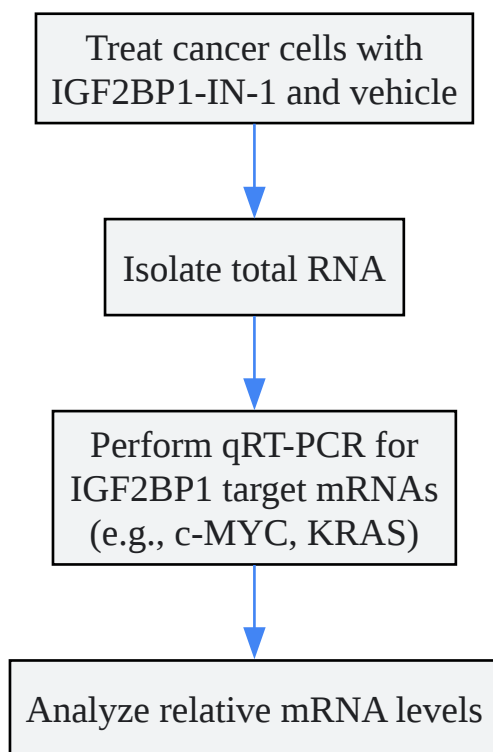 Treat cancer cells with
IGF2BP1-IN-1 and vehicle
Isolate total RNA
Perform qRT-PCR for
IGF2BP1 target mRNAs
(e.g., c-MYC, KRAS)
Analyze relative mRNA levels